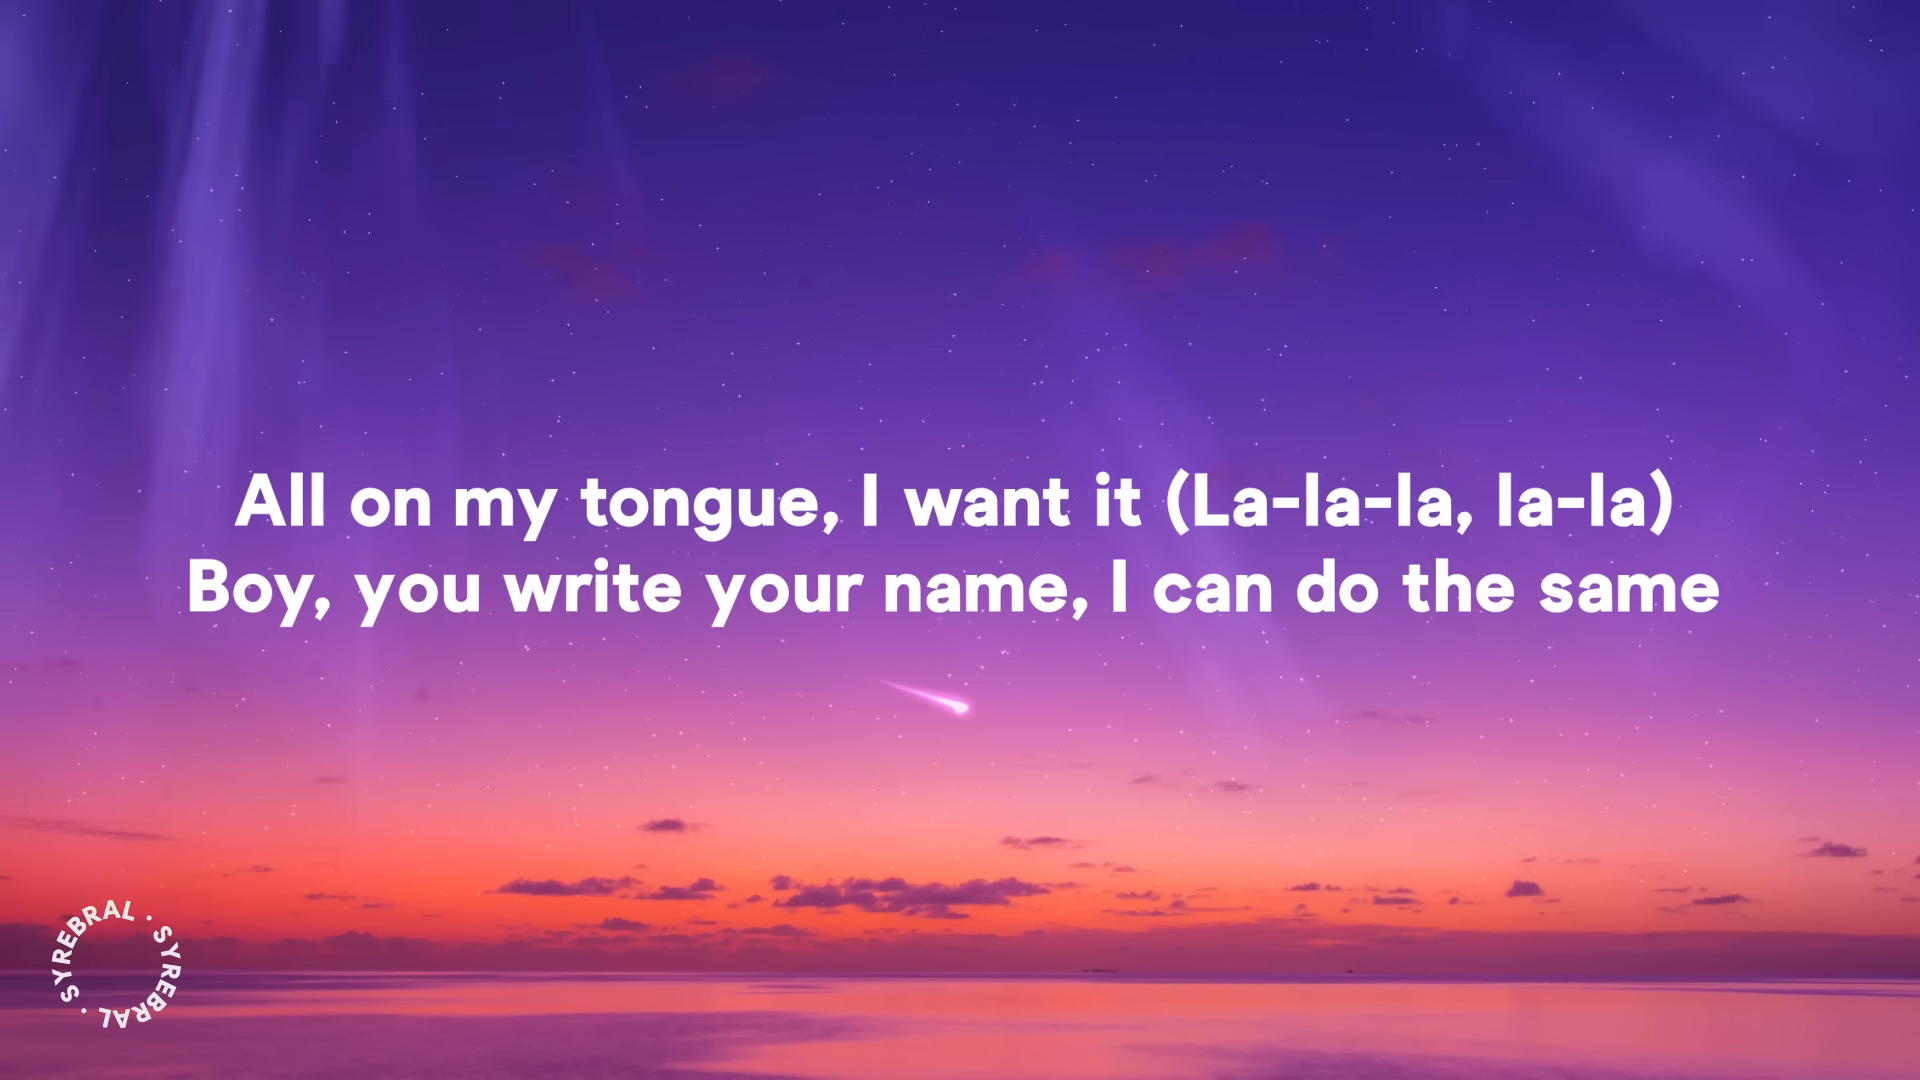 All on my tongue, I want it (La-la-la, la-la)
Boy, you write your name, I can do the same
SYREBRAL · SYREBRAL ·